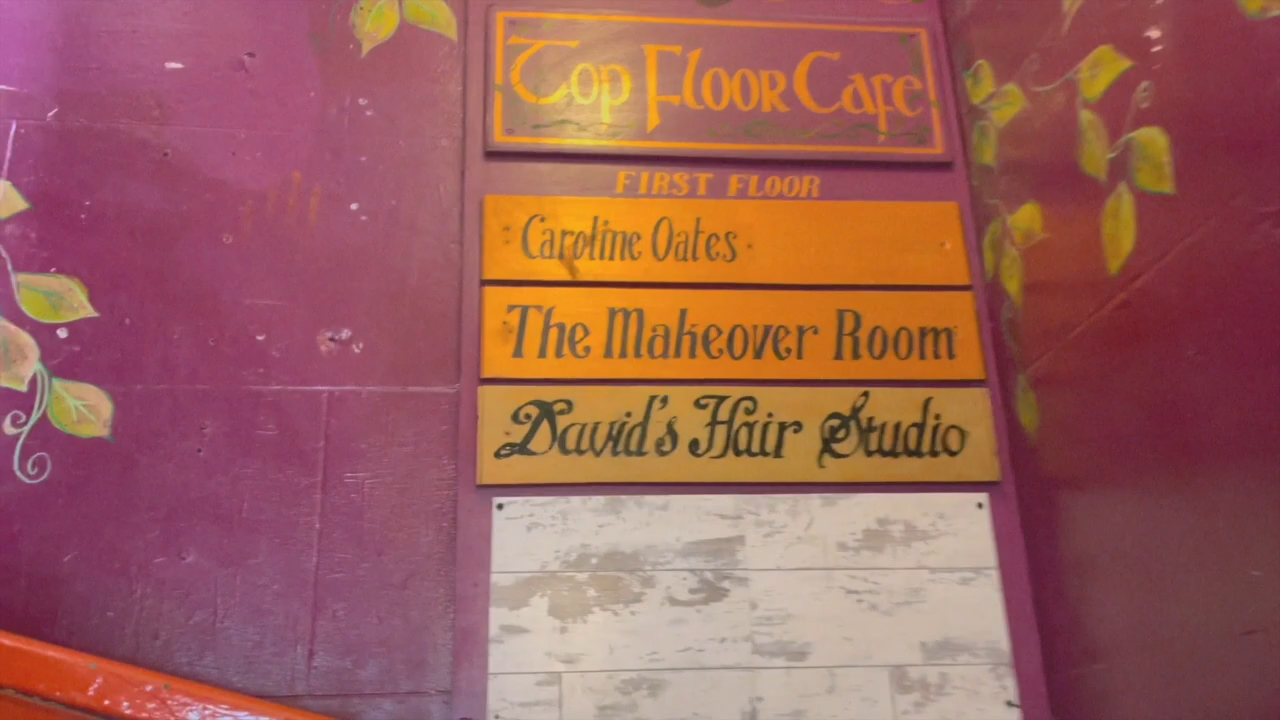 Top Floor Cafe
FIRST FLOOR
Caroline Oates
The Makeover Room
David's Hair Studio